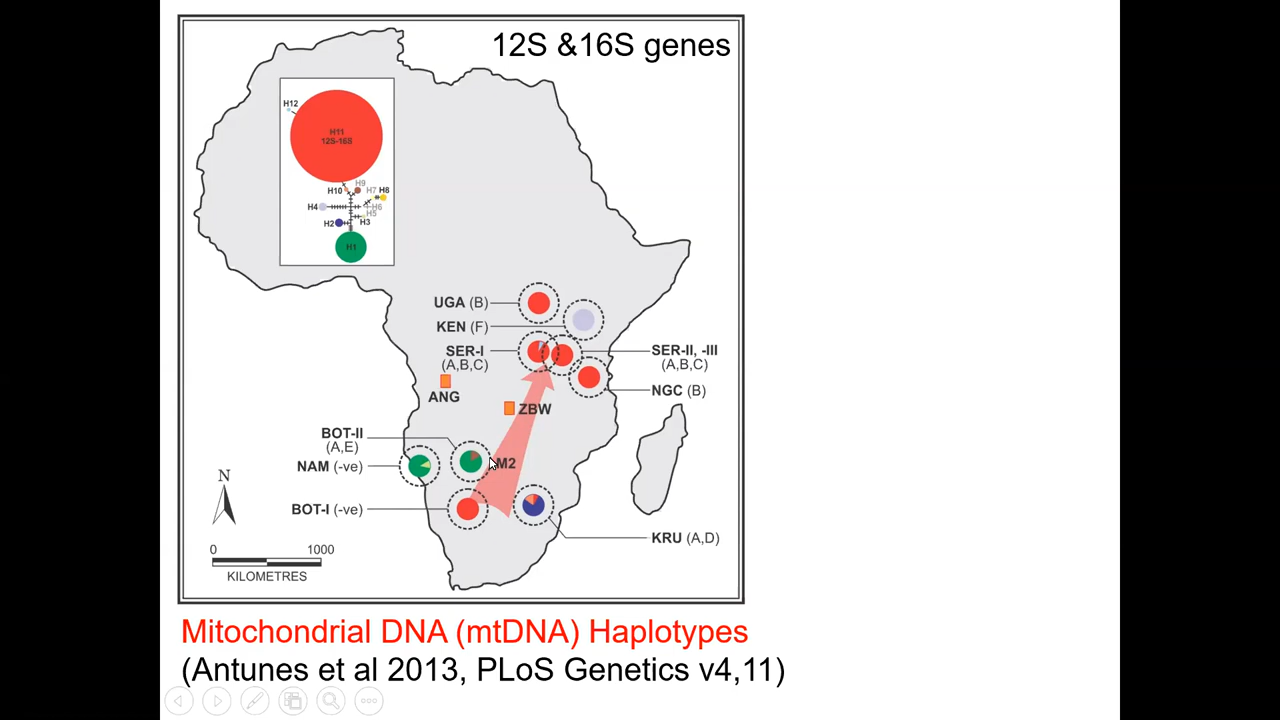 12S &16S genes
H12
H11
12S-16S
H10
H9
H7
H8
H4
H6
H5
H2
H3
H1
UGA (B)
KEN (F)
SER-I
(A,B,C)
SER-II, -III
(A,B,C)
NGC (B)
ANG
ZBW
BOT-II
(A,E)
NAM (-ve)
M2
BOT-I (-ve)
KRU (A,D)
N
0 1000
KILOMETRES
Mitochondrial DNA (mtDNA) Haplotypes
(Antunes et al 2013, PLoS Genetics v4,11)